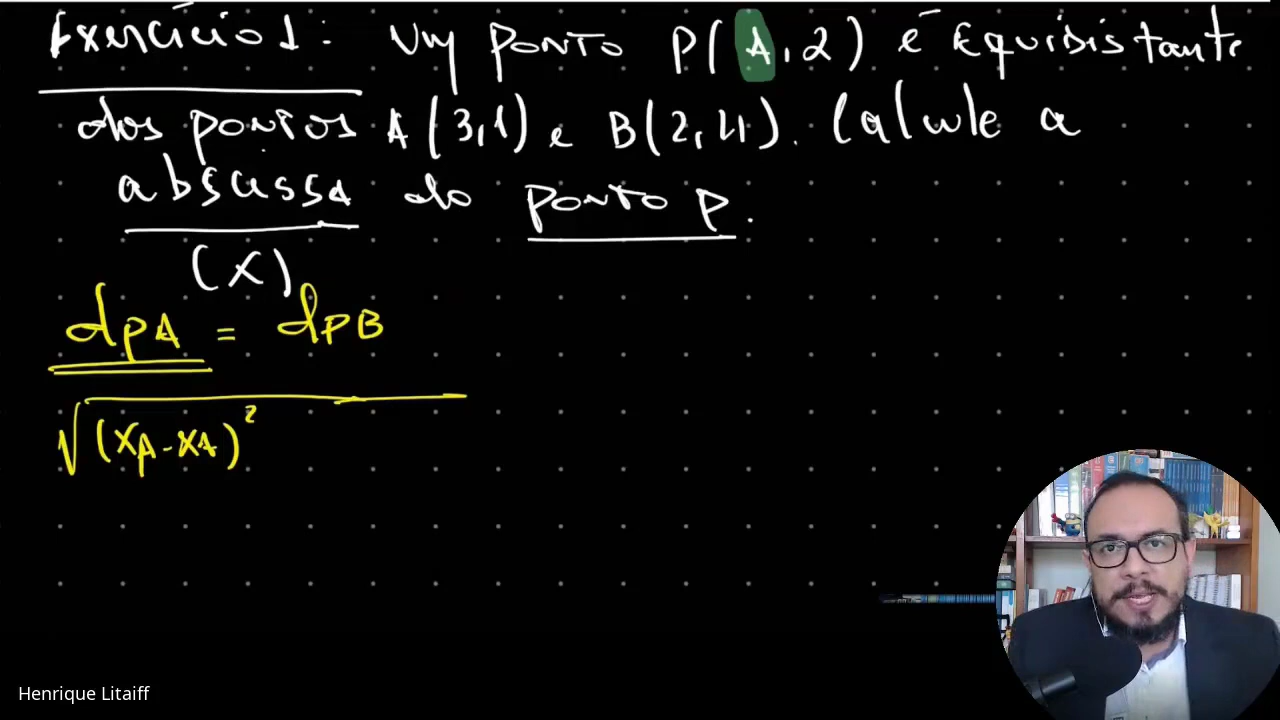 Exercício 1: Um ponto P(A,2) é equidistante
dos pontos A(3,1) e B(2,4). Calcule a
abscissa do ponto P.
(x)
dPA = dPB
√(xp-xA)²
Henrique Litaiff